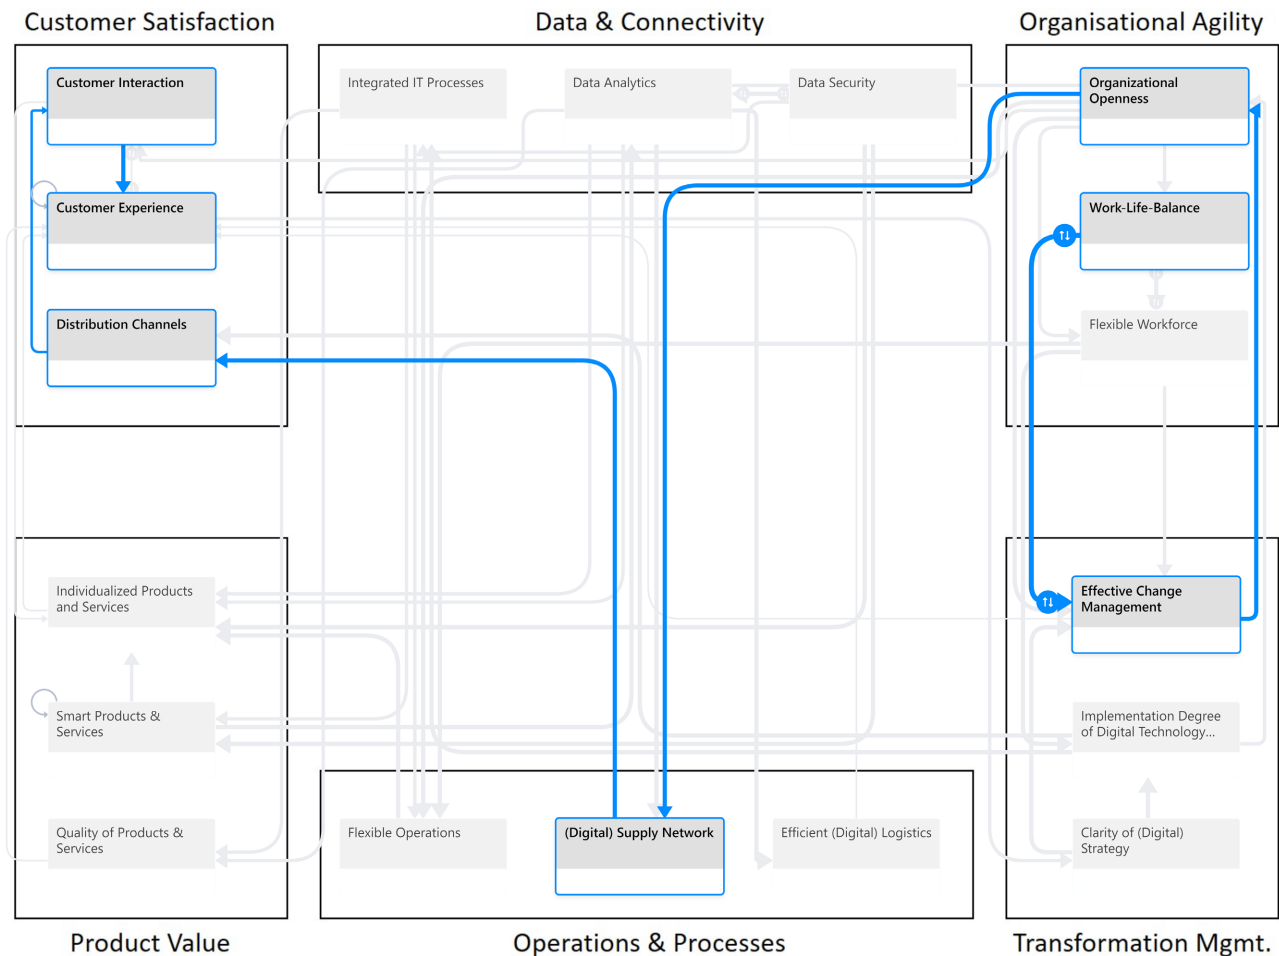 Customer Satisfaction
Data & Connectivity
Organisational Agility
Customer Interaction
Integrated IT Processes
Data Analytics
Data Security
Organizational
Openness
Customer Experience
Work-Life-Balance
Distribution Channels
Flexible Workforce
Individualized Products
and Services
Effective Change
Management
Smart Products &
Services
Implementation Degree
of Digital Technology...
Quality of Products &
Services
Flexible Operations
(Digital) Supply Network
Efficient (Digital) Logistics
Clarity of (Digital)
Strategy
Product Value
Operations & Processes
Transformation Mgmt.